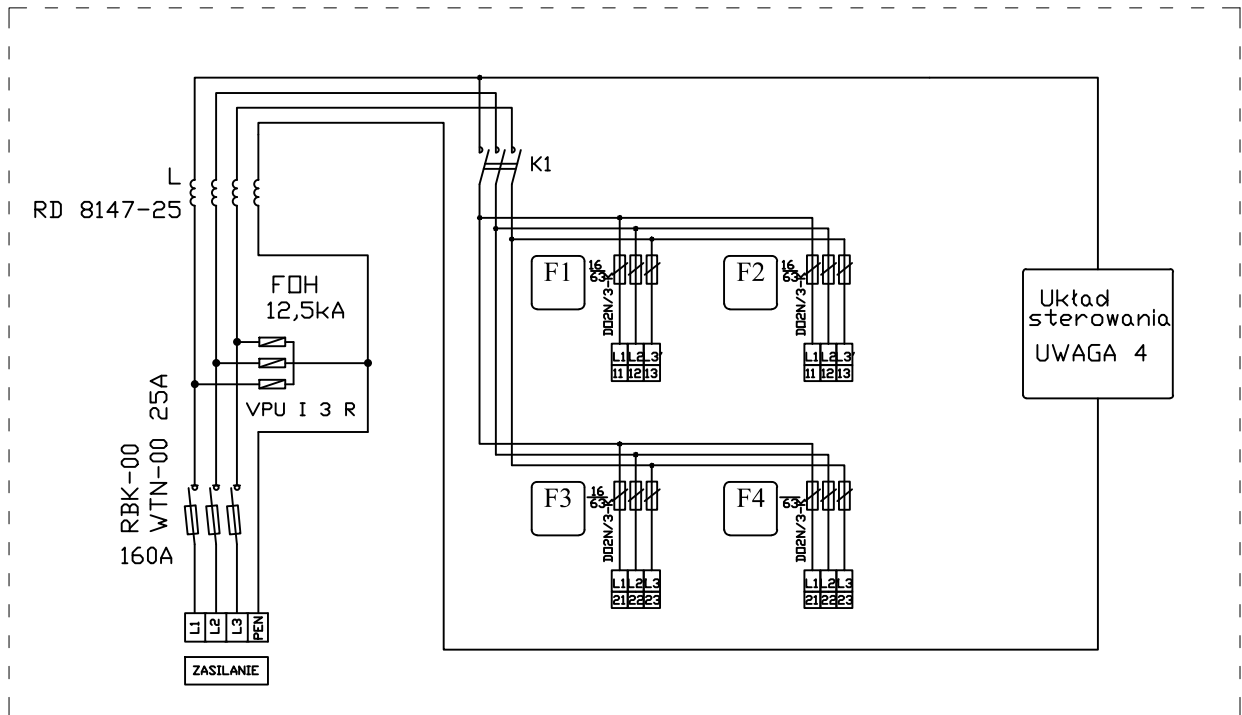 K1
L
RD 8147-25
F1
16
63
DO2N/3-
F2
16
63
DO2N/3-
FOH
12,5kA
Układ
sterowania
UWAGA 4
L1 L2 L3
11 12 13
L1 L2 L3
11 12 13
VPU I 3 R
RBK-00
WTN-00 25A
160A
F3
16
63
DO2N/3-
F4
63
DO2N/3-
L1 L2 L3
21 22 23
L1 L2 L3
21 22 23
L1 L2 L3 PEN
ZASILANIE